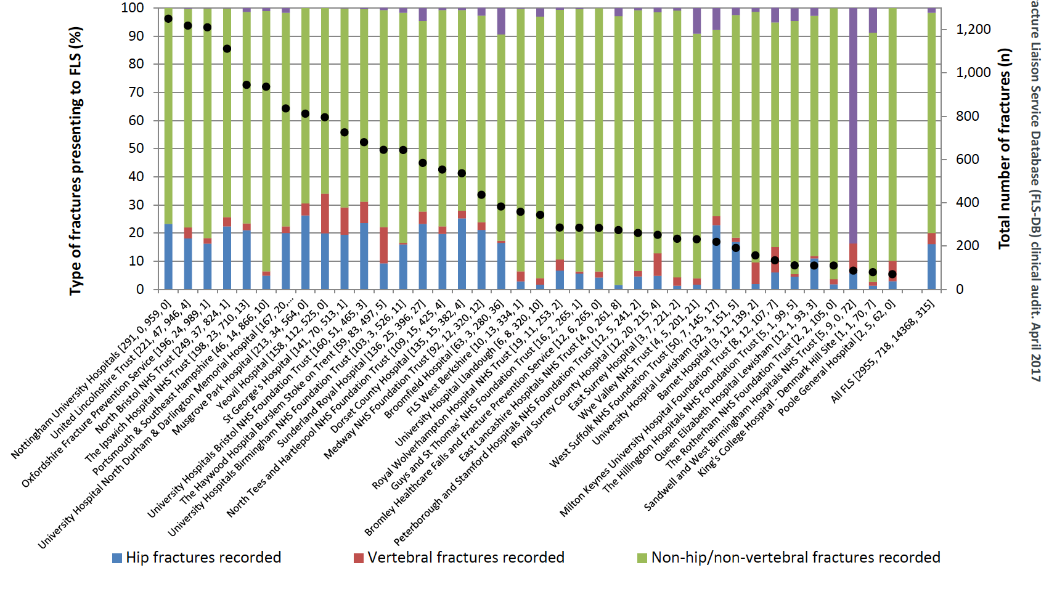 100
90
80
70
60
50
40
30
20
10
0
Type of fractures presenting to FLS (%)
1,200
1,000
800
600
400
200
0
Total number of fractures (n)
acture Liaison Service Database (FLS-DB) clinical audit. April 2017
Nottingham University Hospitals [291, 0, 959, 0]
United Lincolnshire Trust [221, 47, 946, 4]
Oxfordshire Fracture Prevention Service [196, 24, 989, 1]
North Bristol NHS Trust [249, 37, 824, 1]
The Ipswich Hospital NHS Trust [198, 23, 710, 13]
Portsmouth & Southeast Hampshire [46, 14, 866, 10]
University Hospital North Durham & Darlington Memorial Hospital [167, 20,...
Musgrove Park Hospital [213, 34, 564, 0]
Yeovil Hospital [158, 112, 525, 0]
St George's Hospital [141, 70, 513, 1]
University Hospitals Bristol NHS Foundation Trust [160, 51, 465, 3]
The Haywood Hospital Burslem Stoke on Trent [59, 83, 497, 5]
University Hospitals Birmingham NHS Foundation Trust [103, 3, 526, 11]
Sunderland Royal Hospital [136, 25, 396, 27]
North Tees and Hartlepool NHS Foundation Trust [109, 15, 425, 4]
Dorset County Hospital [135, 15, 382, 4]
Medway NHS Foundation Trust [92, 12, 320, 12]
Broomfield Hospital [63, 3, 280, 36]
FLS West Berkshire [10, 13, 334, 1]
University Hospital Llandough [6, 8, 320, 10]
Royal Wolverhampton Hospital NHS Trust [19, 11, 253, 2]
Guys and St Thomas' NHS Foundation Trust [16, 2, 265, 1]
Bromley Healthcare Falls and Fracture Prevention Service [12, 6, 265, 0]
East Lancashire Hospitals NHS Trust [4, 0, 261, 8]
Peterborough and Stamford Hospitals NHS Foundation Trust [12, 5, 241, 2]
Royal Surrey County Hospital [12, 20, 215, 4]
East Surrey Hospital [3, 7, 221, 2]
Wye Valley NHS Trust [4, 5, 201, 21]
West Suffolk NHS Foundation Trust [50, 7, 145, 17]
University Hospital Lewisham [32, 3, 151, 5]
Barnet Hospital [3, 12, 139, 2]
Milton Keynes University Hospital Foundation Trust [8, 12, 107, 7]
The Hillingdon Hospitals NHS Foundation Trust [5, 1, 99, 5]
Queen Elizabeth Hospital Lewisham [12, 1, 93, 3]
The Rotherham NHS Foundation Trust [2, 2, 105, 0]
Sandwell and West Birmingham Hospitals NHS Trust [5, 9, 0, 72]
King's College Hospital - Denmark Hill Site [1, 1, 70, 7]
Poole General Hospital [2, 5, 62, 0]
All FLS [2955, 718, 14368, 315]
Hip fractures recorded
Vertebral fractures recorded
Non-hip/non-vertebral fractures recorded